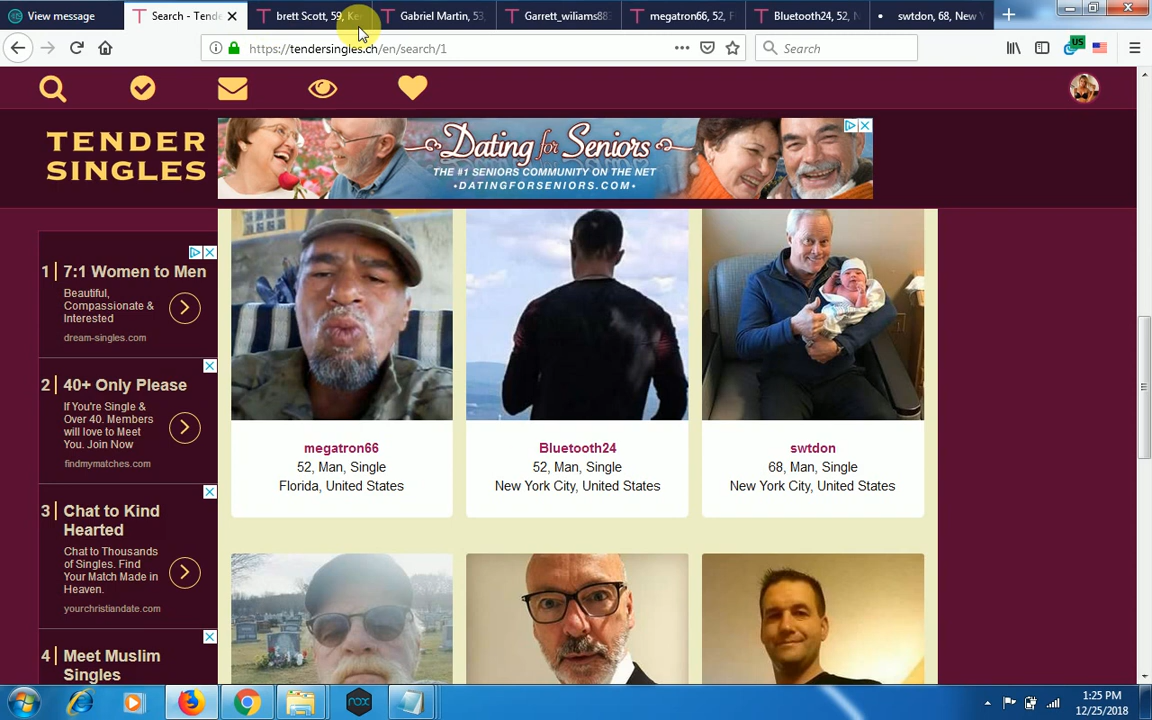 View message
Search - Tende
brett Scott, 59, Ke
Gabriel Martin, 53,
Garrett_wiliams88
megatron66, 52, F
Bluetooth24, 52, N
swtdon, 68, New Y
https://tendersingles.ch/en/search/1
Search
US
TENDER
SINGLES
Dating for Seniors
THE #1 SENIORS COMMUNITY ON THE NET
•DATINGFORSENIORS.COM•
1 7:1 Women to Men
Beautiful,
Compassionate &
Interested
dream-singles.com
2 40+ Only Please
If You're Single &
Over 40. Members
will love to Meet
You. Join Now
findmymatches.com
3 Chat to Kind
Hearted
Chat to Thousands
of Singles. Find
Your Match Made in
Heaven.
yourchristiandate.com
4 Meet Muslim
Singles
megatron66
52, Man, Single
Florida, United States
Bluetooth24
52, Man, Single
New York City, United States
swtdon
68, Man, Single
New York City, United States
nox
1:25 PM
12/25/2018